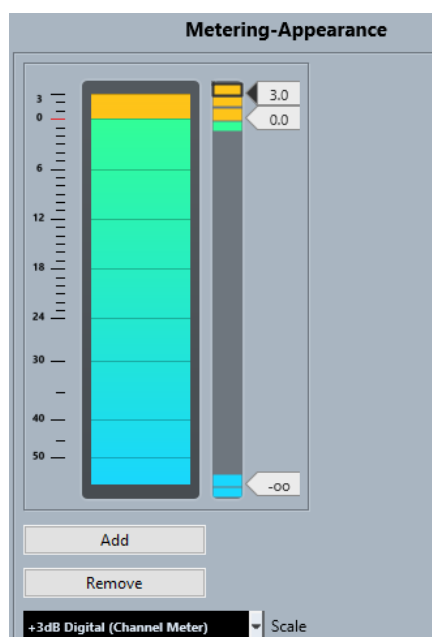 Metering-Appearance
3
0
6
12
18
24
30
40
50
3.0
0.0
-oo
Add
Remove
+3dB Digital (Channel Meter)
Scale